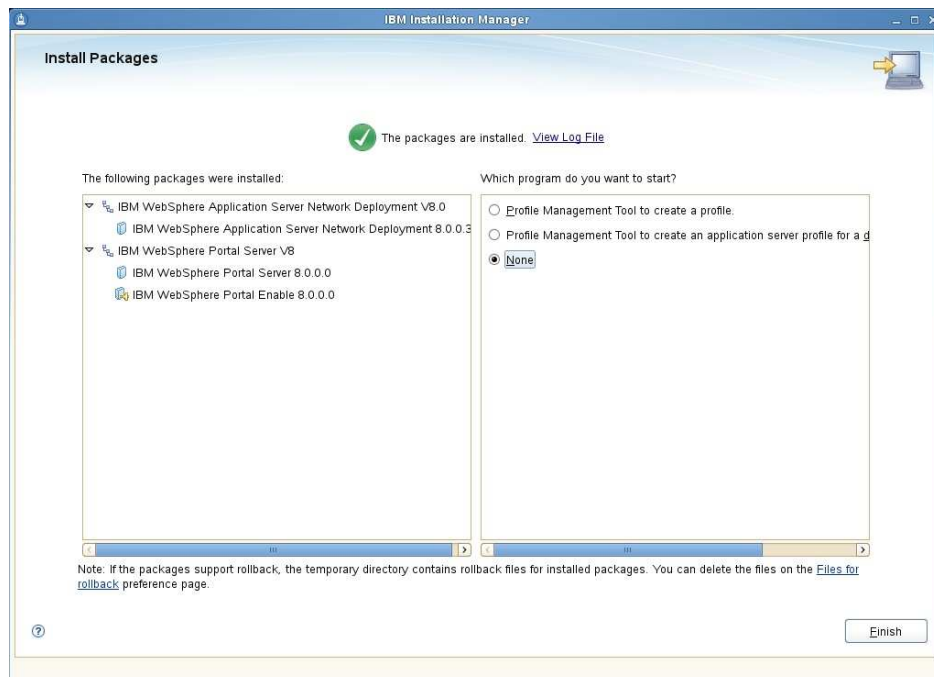 IBM Installation Manager
Install Packages
The packages are installed. View Log File
The following packages were installed:
IBM WebSphere Application Server Network Deployment V8.0
IBM WebSphere Application Server Network Deployment 8.0.0.3
IBM WebSphere Portal Server V8
IBM WebSphere Portal Server 8.0.0.0
IBM WebSphere Portal Enable 8.0.0.0
Which program do you want to start?
Profile Management Tool to create a profile.
Profile Management Tool to create an application server profile for a d
None
Note: If the packages support rollback, the temporary directory contains rollback files for installed packages. You can delete the files on the Files for
rollback preference page.
Finish